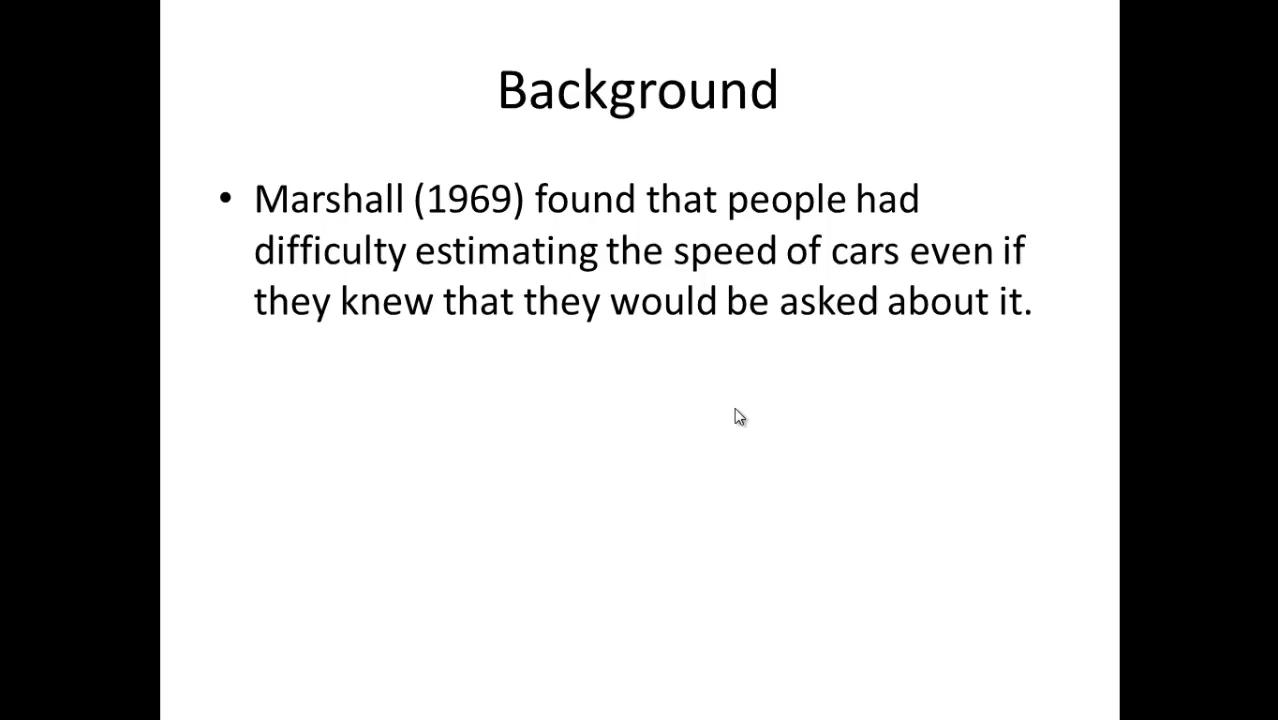 Background
• Marshall (1969) found that people had
difficulty estimating the speed of cars even if
they knew that they would be asked about it.